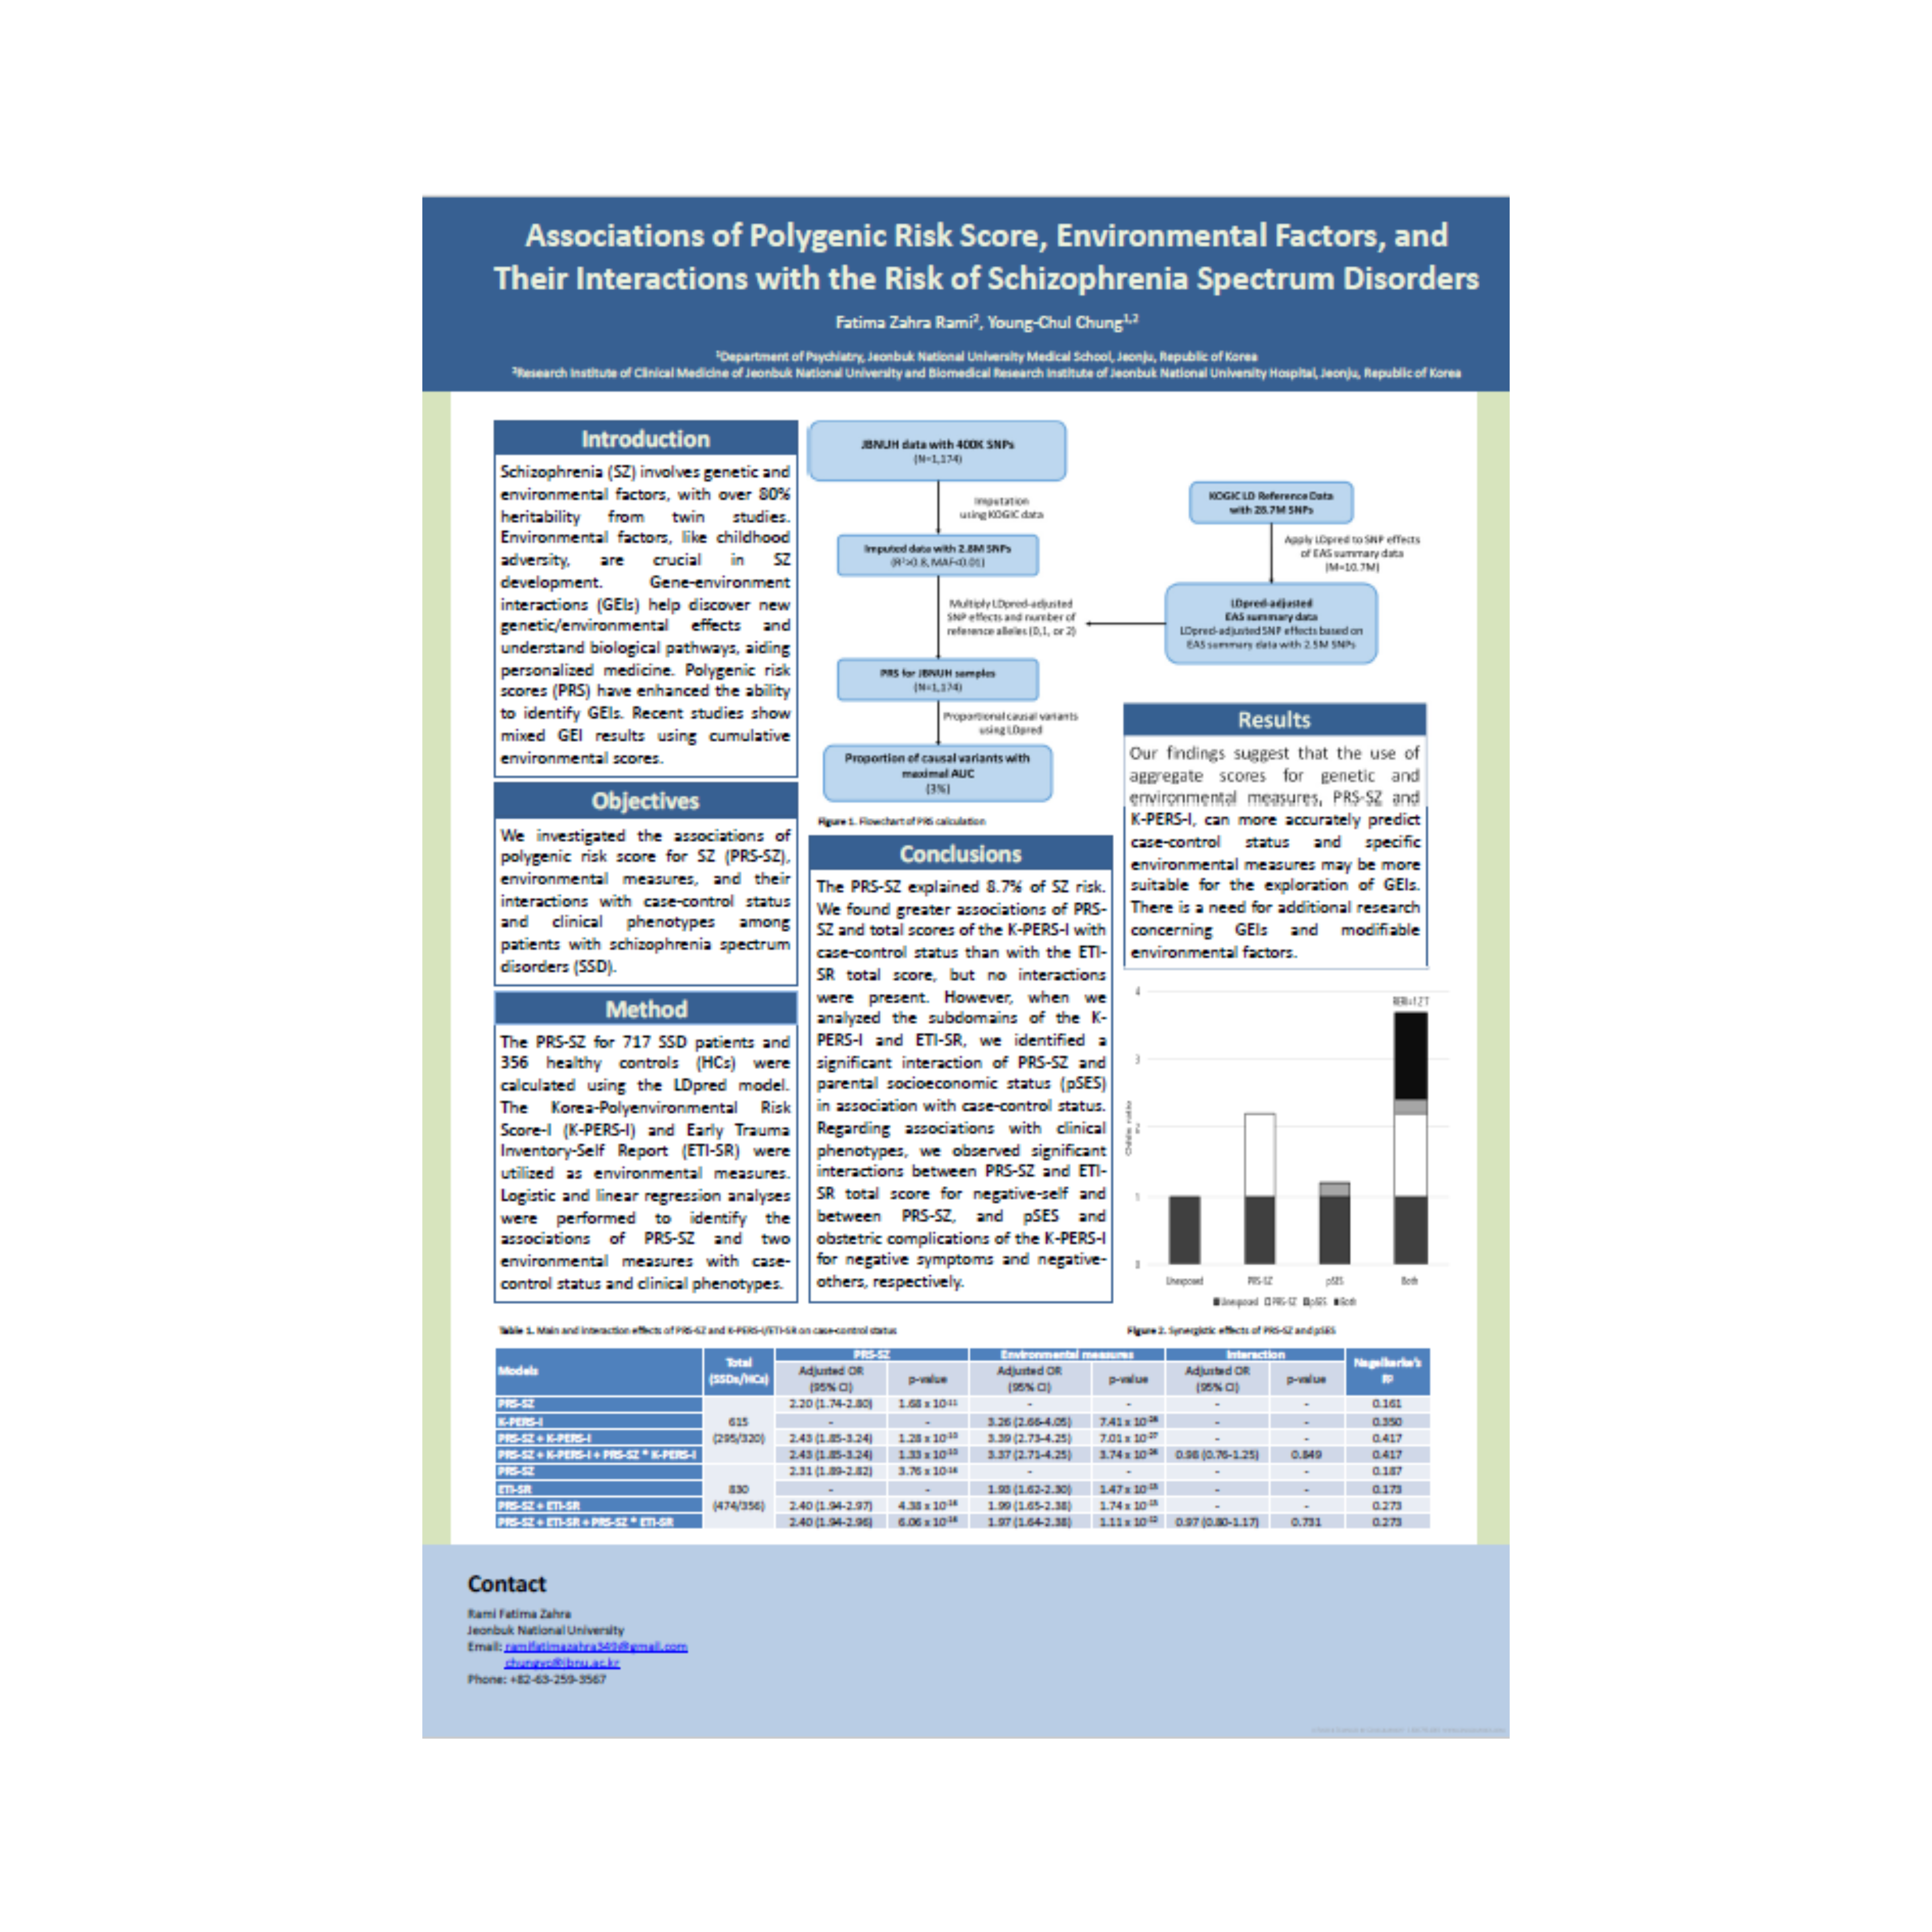 Associations of Polygenic Risk Score, Environmental Factors, and
Their Interactions with the Risk of Schizophrenia Spectrum Disorders
Fatima Zahra Rami², Young-Chul Chung¹,²
¹Department of Psychiatry, Jeonbuk National University Medical School, Jeonju, Republic of Korea
²Research Institute of Clinical Medicine of Jeonbuk National University and Biomedical Research Institute of Jeonbuk National University Hospital, Jeonju, Republic of Korea
Introduction
Schizophrenia (SZ) involves genetic and
environmental factors, with over 80%
heritability from twin studies.
Environmental factors, like childhood
adversity, are crucial in SZ
development. Gene-environment
interactions (GEIs) help discover new
genetic/environmental effects and
understand biological pathways, aiding
personalized medicine. Polygenic risk
scores (PRS) have enhanced the ability
to identify GEIs. Recent studies show
mixed GEI results using cumulative
environmental scores.
Objectives
We investigated the associations of
polygenic risk score for SZ (PRS-SZ),
environmental measures, and their
interactions with case-control status
and clinical phenotypes among
patients with schizophrenia spectrum
disorders (SSD).
Method
The PRS-SZ for 717 SSD patients and
356 healthy controls (HCs) were
calculated using the LDpred model.
The Korea-Polyenvironmental Risk
Score-I (K-PERS-I) and Early Trauma
Inventory-Self Report (ETI-SR) were
utilized as environmental measures.
Logistic and linear regression analyses
were performed to identify the
associations of PRS-SZ and two
environmental measures with case-
control status and clinical phenotypes.
JBNUH data with 400K SNPs
(N=1,174)
Imputation
using KOGIC data
Imputed data with 2.8M SNPs
(R²>0.8, MAF<0.01)
Multiply LDpred-adjusted
SNP effects and number of
reference alleles (0,1, or 2)
PRS for JBNUH samples
(N=1,174)
Proportional causal variants
using LDpred
Proportion of causal variants with
maximal AUC
(3%)
KOGIC LD Reference Data
with 28.7M SNPs
Apply LDpred to SNP effects
of EAS summary data
(M=10.7M)
LDpred-adjusted
EAS summary data
LDpred-adjusted SNP effects based on
EAS summary data with 2.5M SNPs
Figure 1. Flowchart of PRS calculation
Conclusions
The PRS-SZ explained 8.7% of SZ risk.
We found greater associations of PRS-
SZ and total scores of the K-PERS-I with
case-control status than with the ETI-
SR total score, but no interactions
were present. However, when we
analyzed the subdomains of the K-
PERS-I and ETI-SR, we identified a
significant interaction of PRS-SZ and
parental socioeconomic status (pSES)
in association with case-control status.
Regarding associations with clinical
phenotypes, we observed significant
interactions between PRS-SZ and ETI-
SR total score for negative-self and
between PRS-SZ, and pSES and
obstetric complications of the K-PERS-I
for negative symptoms and negative-
others, respectively.
Results
Our findings suggest that the use of
aggregate scores for genetic and
environmental measures, PRS-SZ and
K-PERS-I, can more accurately predict
case-control status and specific
environmental measures may be more
suitable for the exploration of GEIs.
There is a need for additional research
concerning GEIs and modifiable
environmental factors.
4
RERI=1.27
3
2
1
0
Odds ratio
Unexposed PRS-SZ pSES Both
Unexposed PRS-SZ pSES Both
Figure 2. Synergistic effects of PRS-SZ and pSES
Table 1. Main and interaction effects of PRS-SZ and K-PERS-I/ETI-SR on case-control status
Models Total (SSDs/HCs) PRS-SZ Environmental measures Interaction Nagelkerke's R²
Adjusted OR (95% CI) p-value Adjusted OR (95% CI) p-value Adjusted OR (95% CI) p-value
615 (295/320)
PRS-SZ 2.20 (1.74-2.80) 1.68 x 10⁻¹¹ - - - - 0.161
K-PERS-I - - 3.26 (2.66-4.05) 7.41 x 10⁻²⁸ - - 0.350
PRS-SZ + K-PERS-I 2.43 (1.85-3.24) 1.28 x 10⁻¹⁰ 3.39 (2.73-4.25) 7.01 x 10⁻²⁷ - - 0.417
PRS-SZ + K-PERS-I + PRS-SZ * K-PERS-I 2.43 (1.85-3.24) 1.33 x 10⁻¹⁰ 3.37 (2.71-4.25) 3.74 x 10⁻²⁶ 0.98 (0.76-1.25) 0.849 0.417
830 (474/356)
PRS-SZ 2.31 (1.89-2.82) 3.76 x 10⁻¹⁶ - - - - 0.187
ETI-SR - - 1.93 (1.62-2.30) 1.47 x 10⁻¹³ - - 0.173
PRS-SZ + ETI-SR 2.40 (1.94-2.97) 4.38 x 10⁻¹⁶ 1.99 (1.65-2.38) 1.74 x 10⁻¹³ - - 0.273
PRS-SZ + ETI-SR + PRS-SZ * ETI-SR 2.40 (1.94-2.96) 6.06 x 10⁻¹⁶ 1.97 (1.64-2.38) 1.11 x 10⁻¹² 0.97 (0.80-1.17) 0.731 0.273
Contact
Rami Fatima Zahra
Jeonbuk National University
Email: ramifatimazahra349@gmail.com
chungyc@jbnu.ac.kr
Phone: +82-63-259-3567